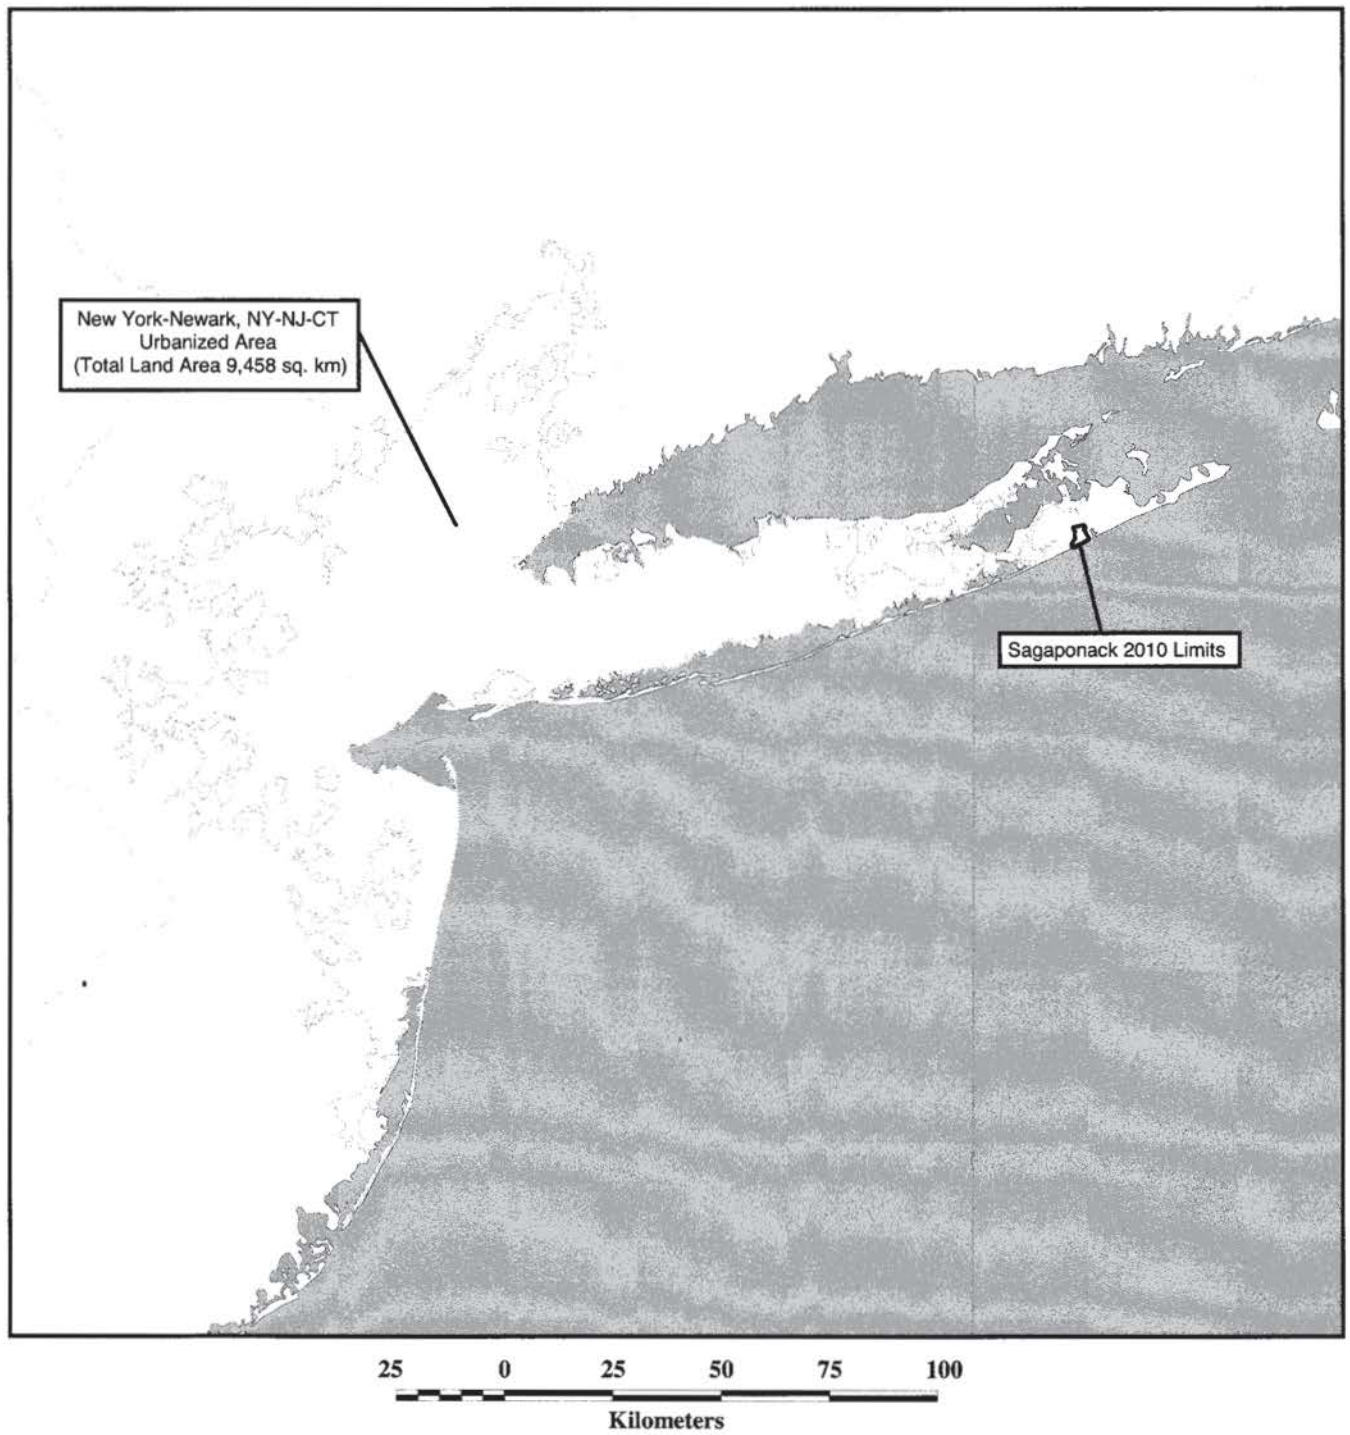 New York-Newark, NY-NJ-CT
Urbanized Area
(Total Land Area 9,458 sq. km)
Sagaponack 2010 Limits
25 0 25 50 75 100
Kilometers